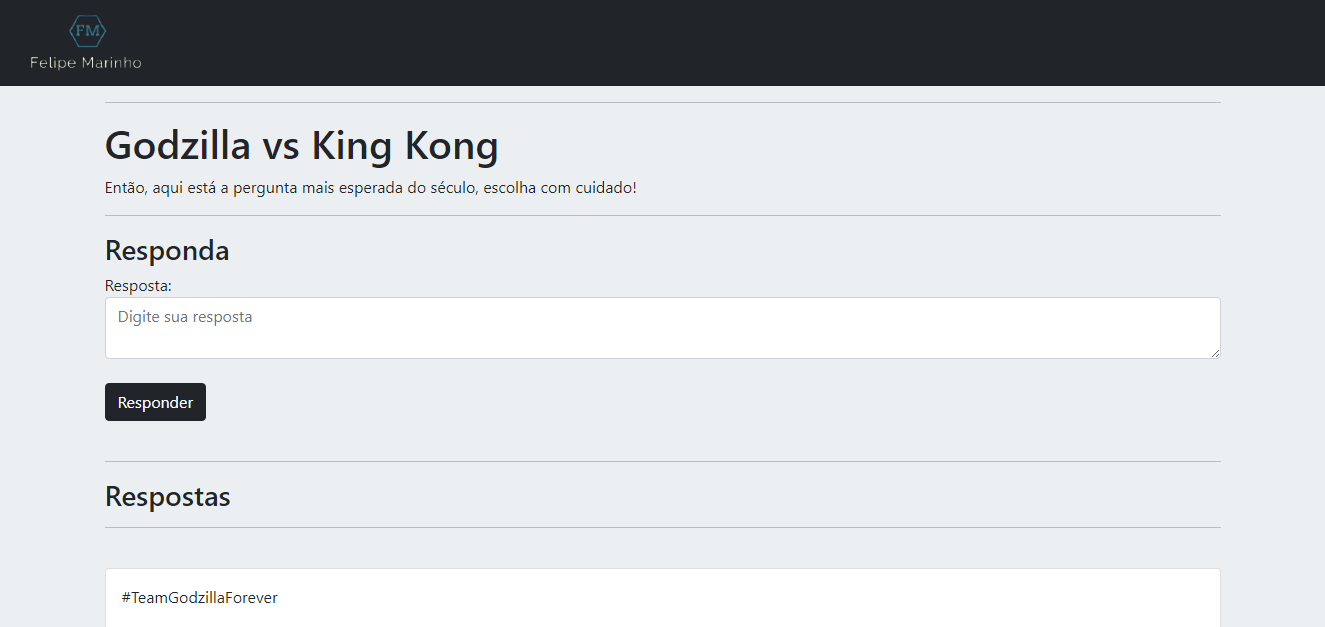 FM
Felipe Marinho
Godzilla vs King Kong
Então, aqui está a pergunta mais esperada do século, escolha com cuidado!
Responda
Resposta:
Digite sua resposta
Responder
Respostas
#TeamGodzillaForever